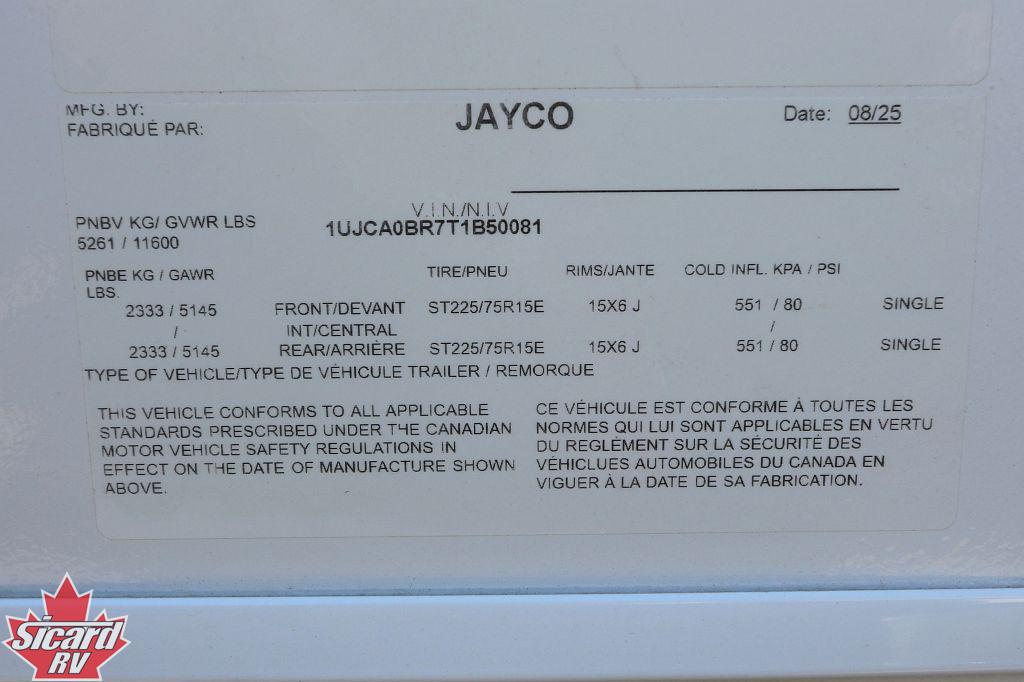 MFG. BY:
FABRIQUÉ PAR:
JAYCO
Date: 08/25
V.I.N./N.I.V
1UJCA0BR7T1B50081
PNBV KG/ GVWR LBS
5261 / 11600
PNBE KG / GAWR
LBS.
TIRE/PNEU RIMS/JANTE COLD INFL. KPA / PSI
2333 / 5145 FRONT/DEVANT ST225/75R15E 15X6 J 551 / 80 SINGLE
/ INT/CENTRAL /
2333 / 5145 REAR/ARRIÈRE ST225/75R15E 15X6 J 551 / 80 SINGLE
TYPE OF VEHICLE/TYPE DE VÉHICULE TRAILER / REMORQUE
THIS VEHICLE CONFORMS TO ALL APPLICABLE
STANDARDS PRESCRIBED UNDER THE CANADIAN
MOTOR VEHICLE SAFETY REGULATIONS IN
EFFECT ON THE DATE OF MANUFACTURE SHOWN
ABOVE.
CE VÉHICULE EST CONFORME À TOUTES LES
NORMES QUI LUI SONT APPLICABLES EN VERTU
DU REGLÈMENT SUR LA SÉCURITÉ DES
VÉHICLUES AUTOMOBILES DU CANADA EN
VIGUER À LA DATE DE SA FABRICATION.
Sicard
RV